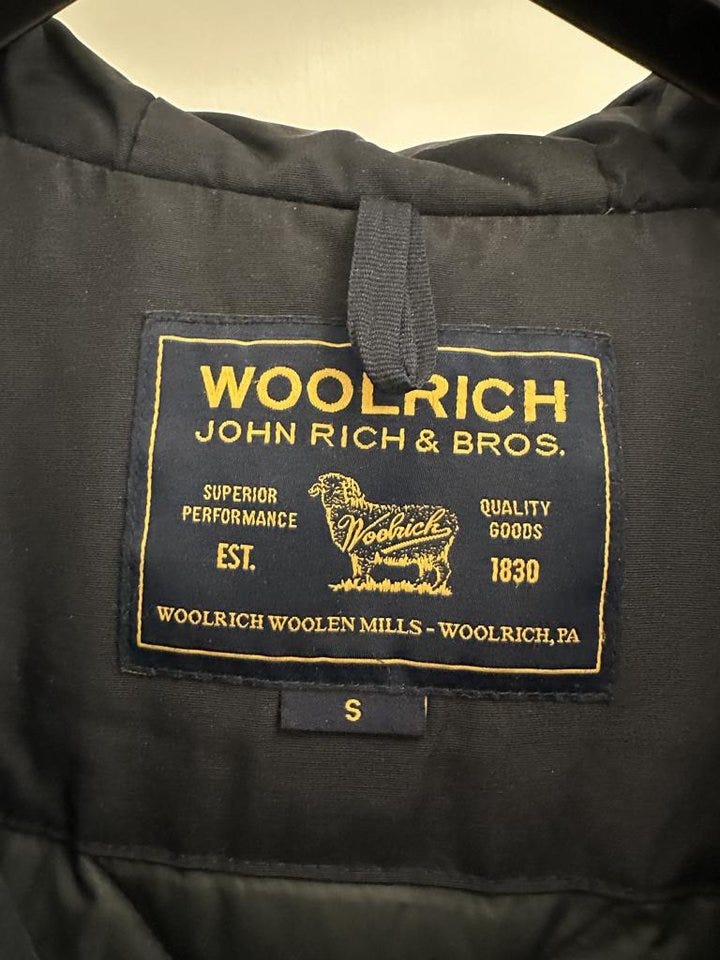 WOOLRICH
JOHN RICH & BROS.
SUPERIOR
PERFORMANCE
EST.
Woolrich
QUALITY
GOODS
1830
WOOLRICH WOOLEN MILLS - WOOLRICH, PA
S